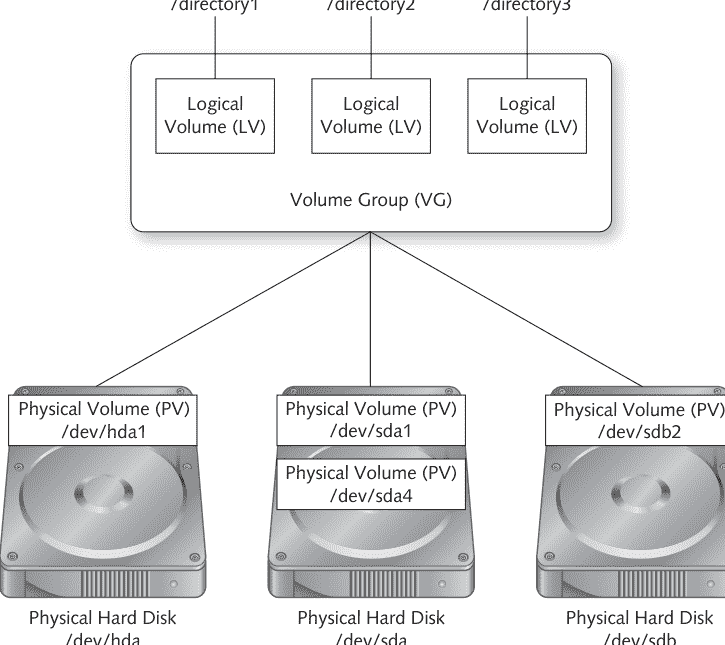 /directory1
/directory2
/directory3
Logical
Volume (LV)
Logical
Volume (LV)
Logical
Volume (LV)
Volume Group (VG)
Physical Volume (PV)
/dev/hda1
Physical Volume (PV)
/dev/sda1
Physical Volume (PV)
/dev/sda4
Physical Volume (PV)
/dev/sdb2
Physical Hard Disk
/dev/hda
Physical Hard Disk
/dev/sda
Physical Hard Disk
/dev/sdb